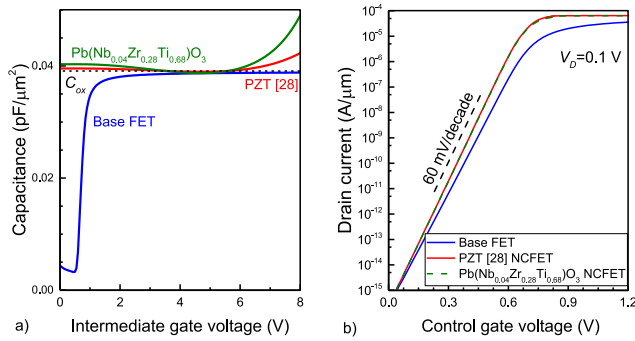 Pb(Nb0.04Zr0.28Ti0.68)O3
Cox
PZT [28]
Base FET
Capacitance (pF/μm²)
0.04
0.02
0.00
0 2 4 6 8
Intermediate gate voltage (V)
a)
VD=0.1 V
60 mV/decade
Base FET
PZT [28] NCFET
Pb(Nb0.04Zr0.28Ti0.68)O3 NCFET
Drain current (A/μm)
10⁻⁴
10⁻⁵
10⁻⁶
10⁻⁷
10⁻⁸
10⁻⁹
10⁻¹⁰
10⁻¹¹
10⁻¹²
10⁻¹³
10⁻¹⁴
10⁻¹⁵
0.0 0.3 0.6 0.9 1.2
Control gate voltage (V)
b)